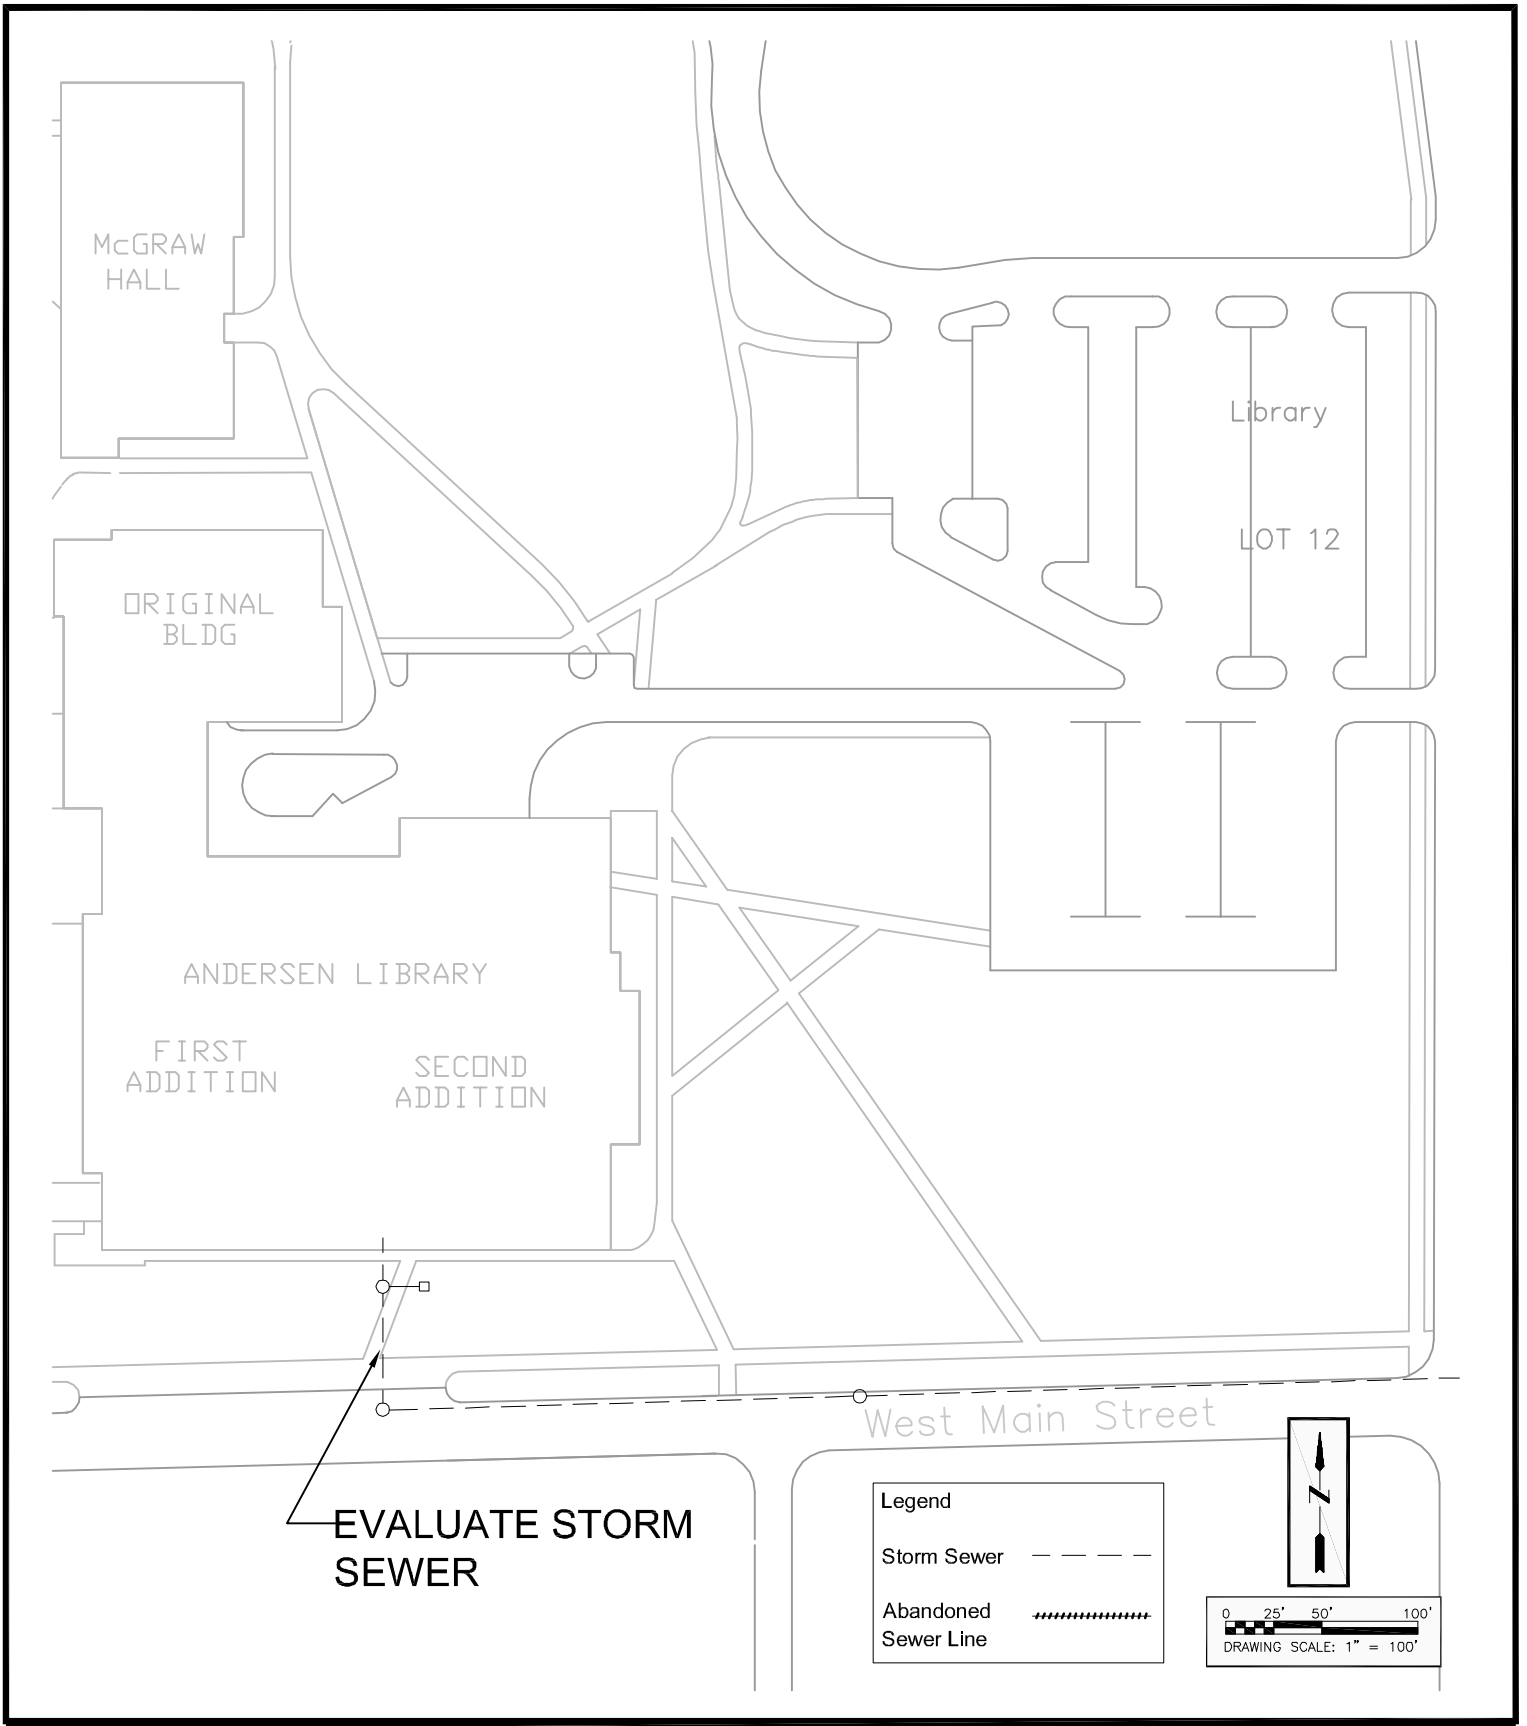 McGRAW
HALL
Library
LOT 12
ORIGINAL
BLDG
ANDERSEN LIBRARY
FIRST
ADDITION
SECOND
ADDITION
West Main Street
EVALUATE STORM
SEWER
Legend
Storm Sewer
Abandoned
Sewer Line
N
0 25' 50' 100'
DRAWING SCALE: 1" = 100'